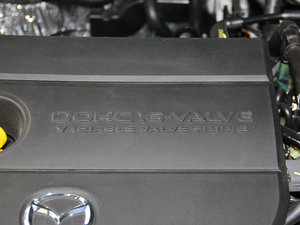 DOHC 16-VALVE
VARIABLE VALVE TIMING